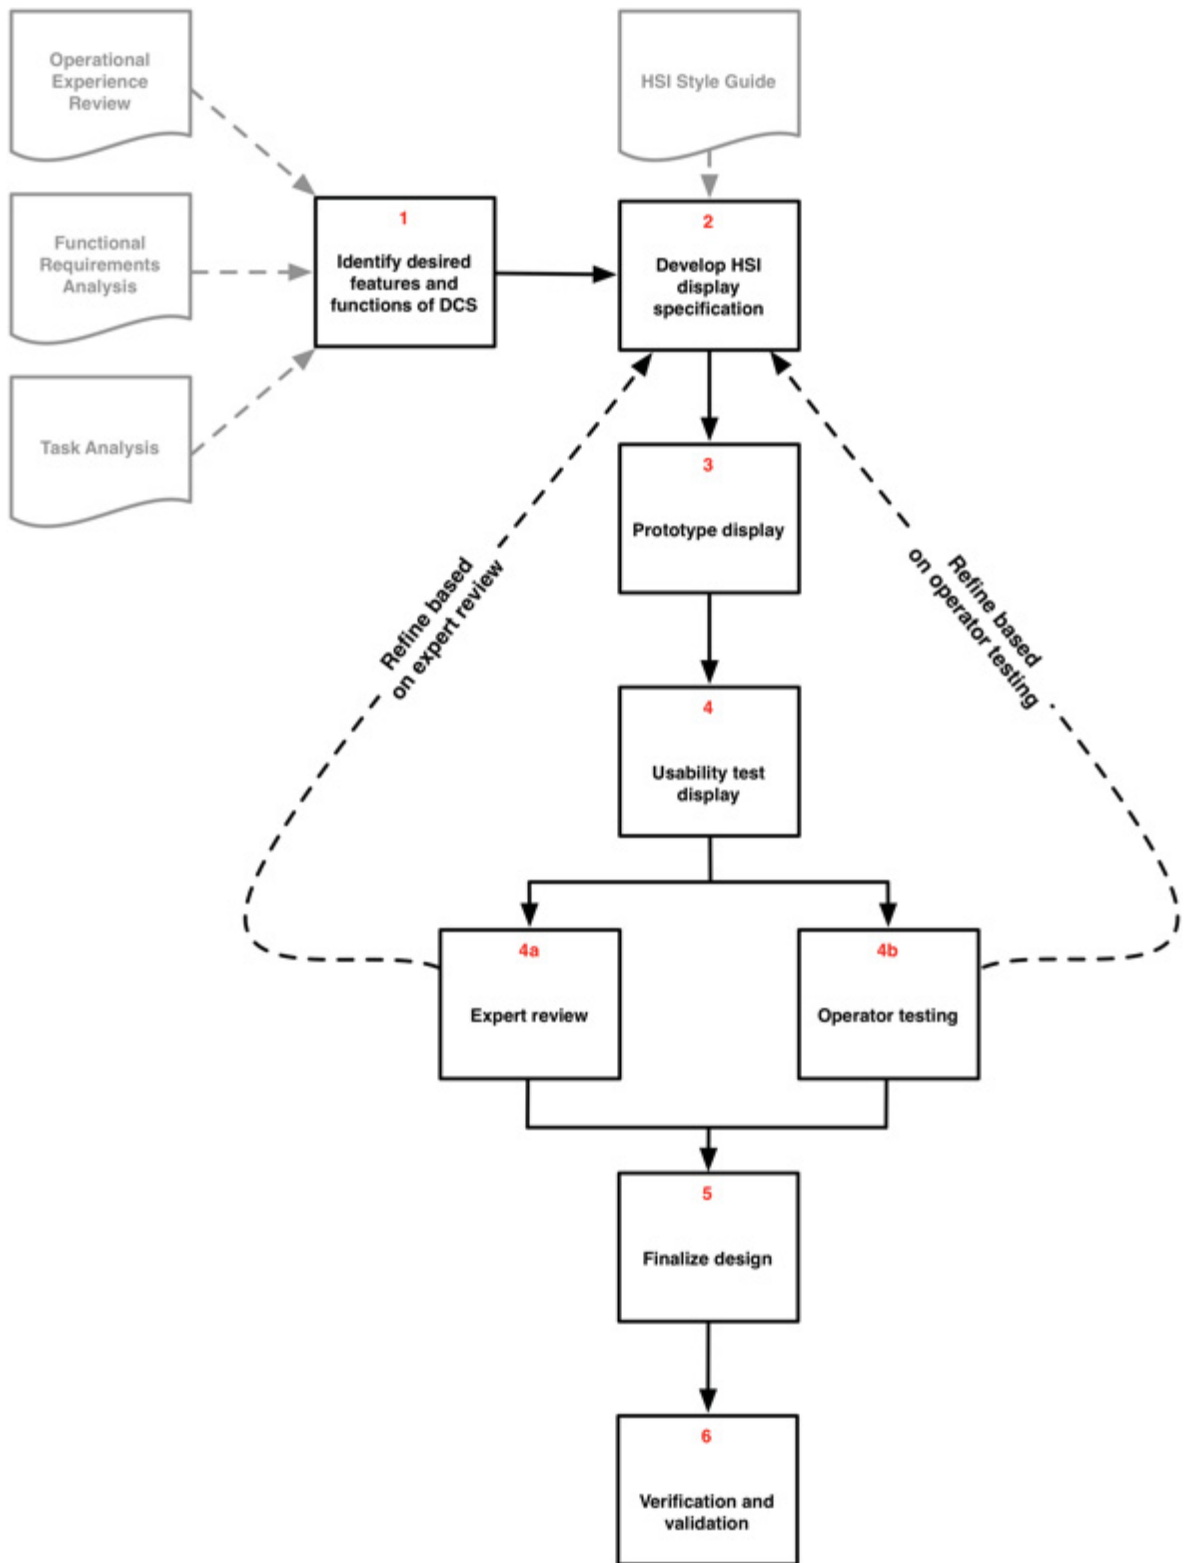 Operational
Experience
Review
HSI Style Guide
Functional
Requirements
Analysis
1
Identify desired
features and
functions of DCS
2
Develop HSI
display
specification
Task Analysis
3
Prototype display
Refine based
on expert review
Refine based
on operator testing
4
Usability test
display
4a
Expert review
4b
Operator testing
5
Finalize design
6
Verification and
validation